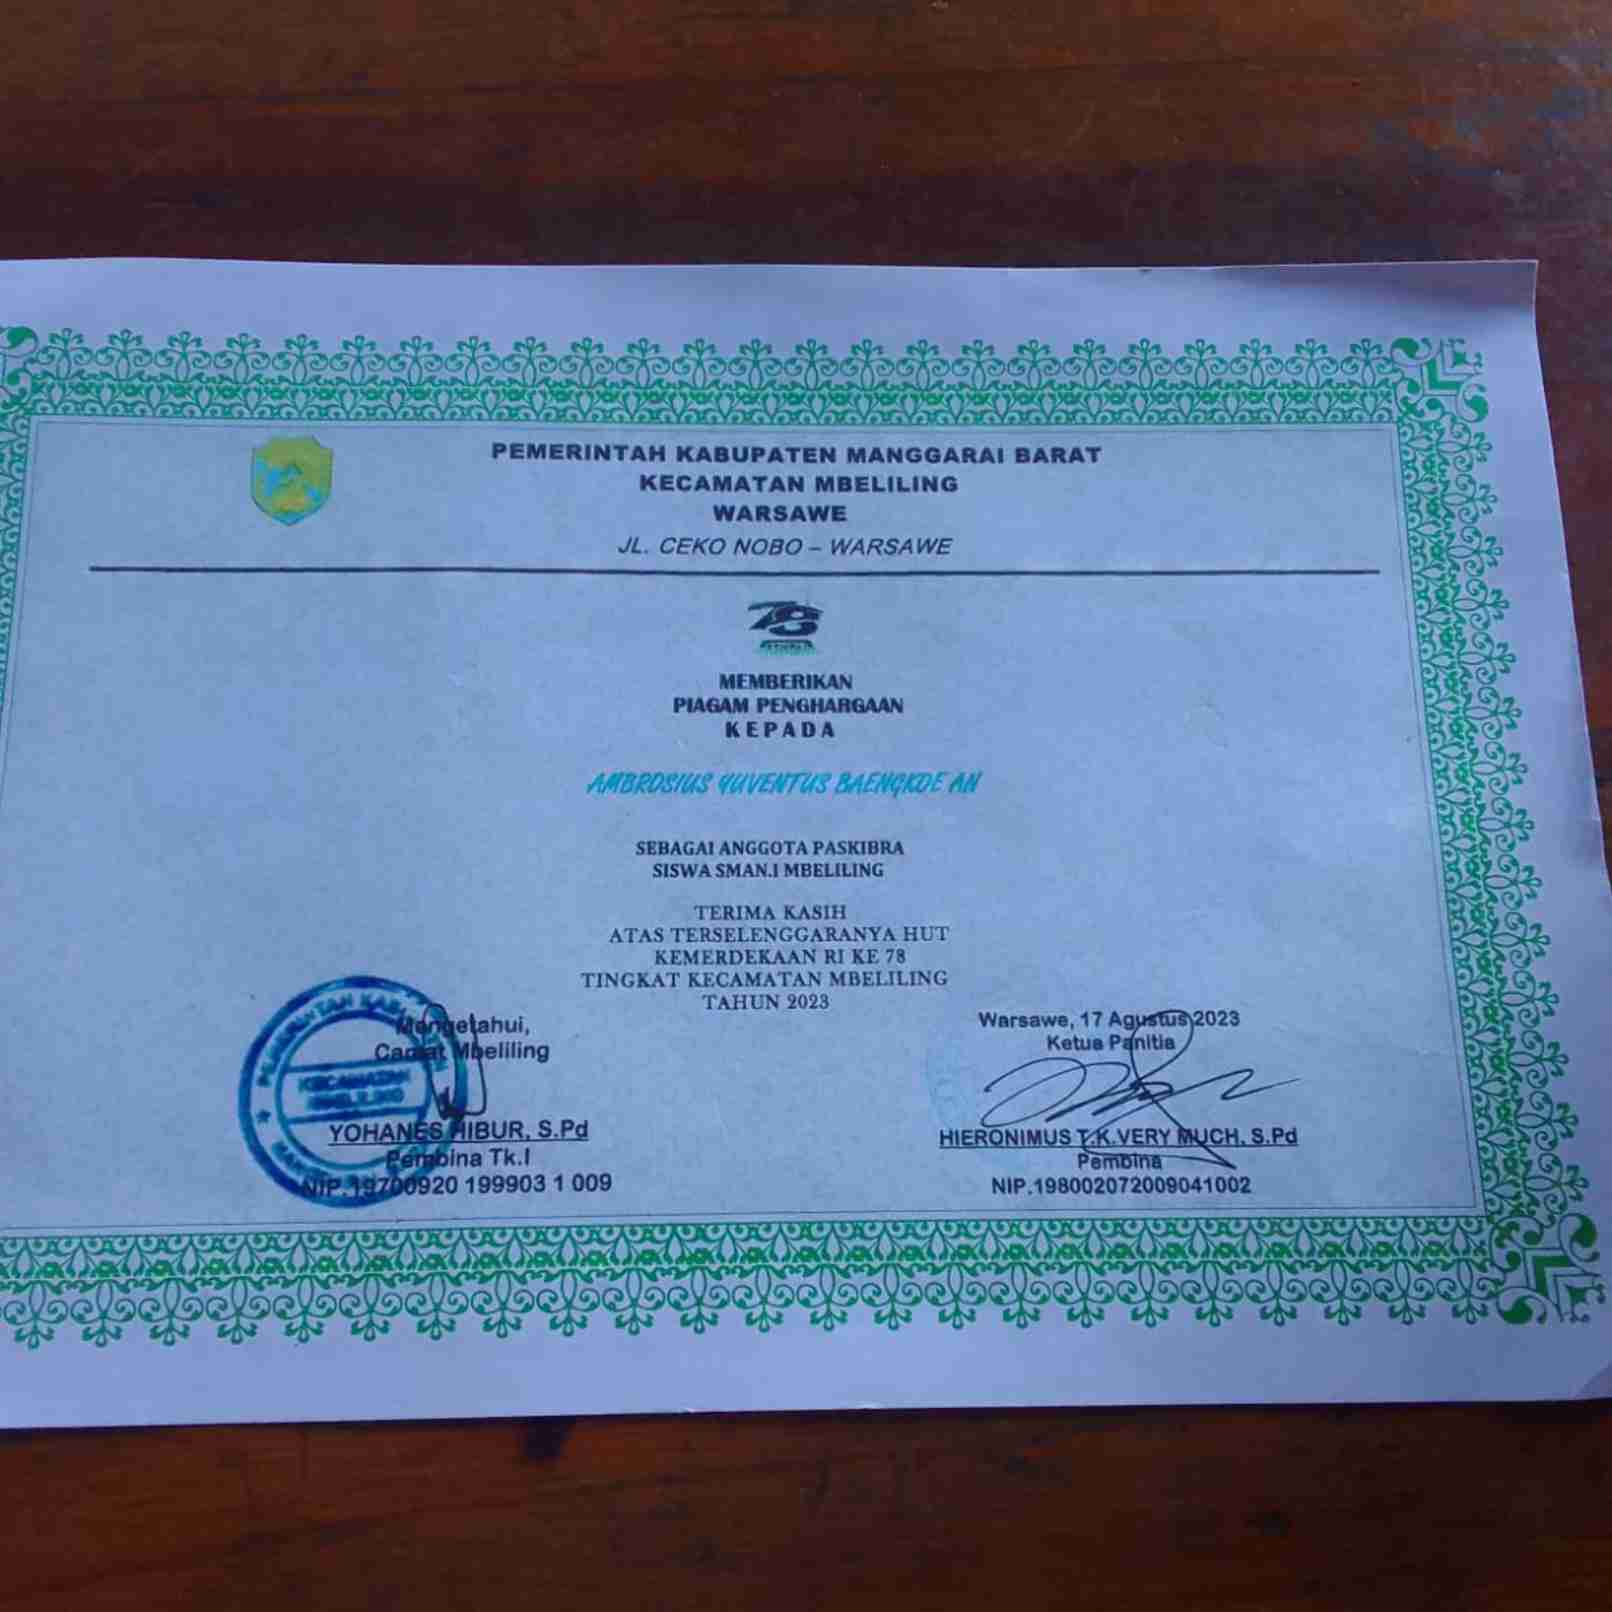 PEMERINTAH KABUPATEN MANGGARAI BARAT
KECAMATAN MBELILING
WARSAWE
JL. CEKO NOBO – WARSAWE
78
MEMBERIKAN
PIAGAM PENGHARGAAN
KEPADA
AMBROSIUS YUVENTUS BAENGKOE AN
SEBAGAI ANGGOTA PASKIBRA
SISWA SMAN.I MBELILING
TERIMA KASIH
ATAS TERSELENGGARANYA HUT
KEMERDEKAAN RI KE 78
TINGKAT KECAMATAN MBELILING
TAHUN 2023
Mengetahui,
Camat Mbeliling
PEMERINTAH KABUPATEN
KECAMATAN
YOHANES HIBUR, S.Pd
Pembina Tk.I
NIP.19700920 199903 1 009
Warsawe, 17 Agustus 2023
Ketua Panitia
HIERONIMUS T.K.VERY MUCH, S.Pd
Pembina
NIP.198002072009041002